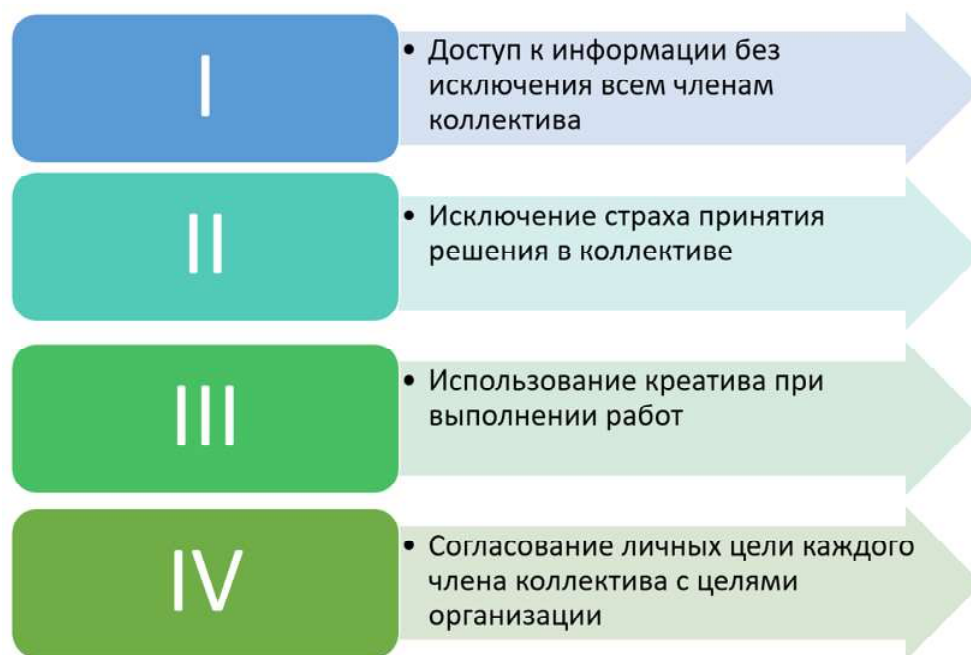 I
• Доступ к информации без
исключения всем членам
коллектива
II
• Исключение страха принятия
решения в коллективе
III
• Использование креатива при
выполнении работ
IV
• Согласование личных цели каждого
члена коллектива с целями
организации